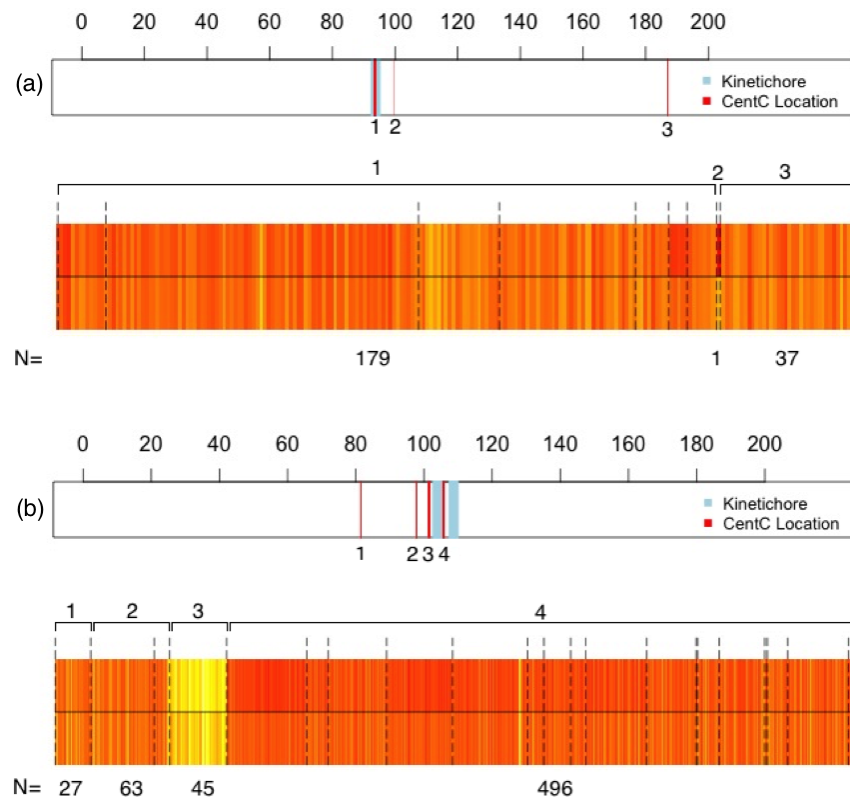 0 20 40 60 80 100 120 140 160 180 200
(a)
Kinetichore
CentC Location
1 2 3
1 2 3
N= 179 1 37
0 20 40 60 80 100 120 140 160 180 200
(b)
Kinetichore
CentC Location
1 2 3 4
1 2 3 4
N= 27 63 45 496